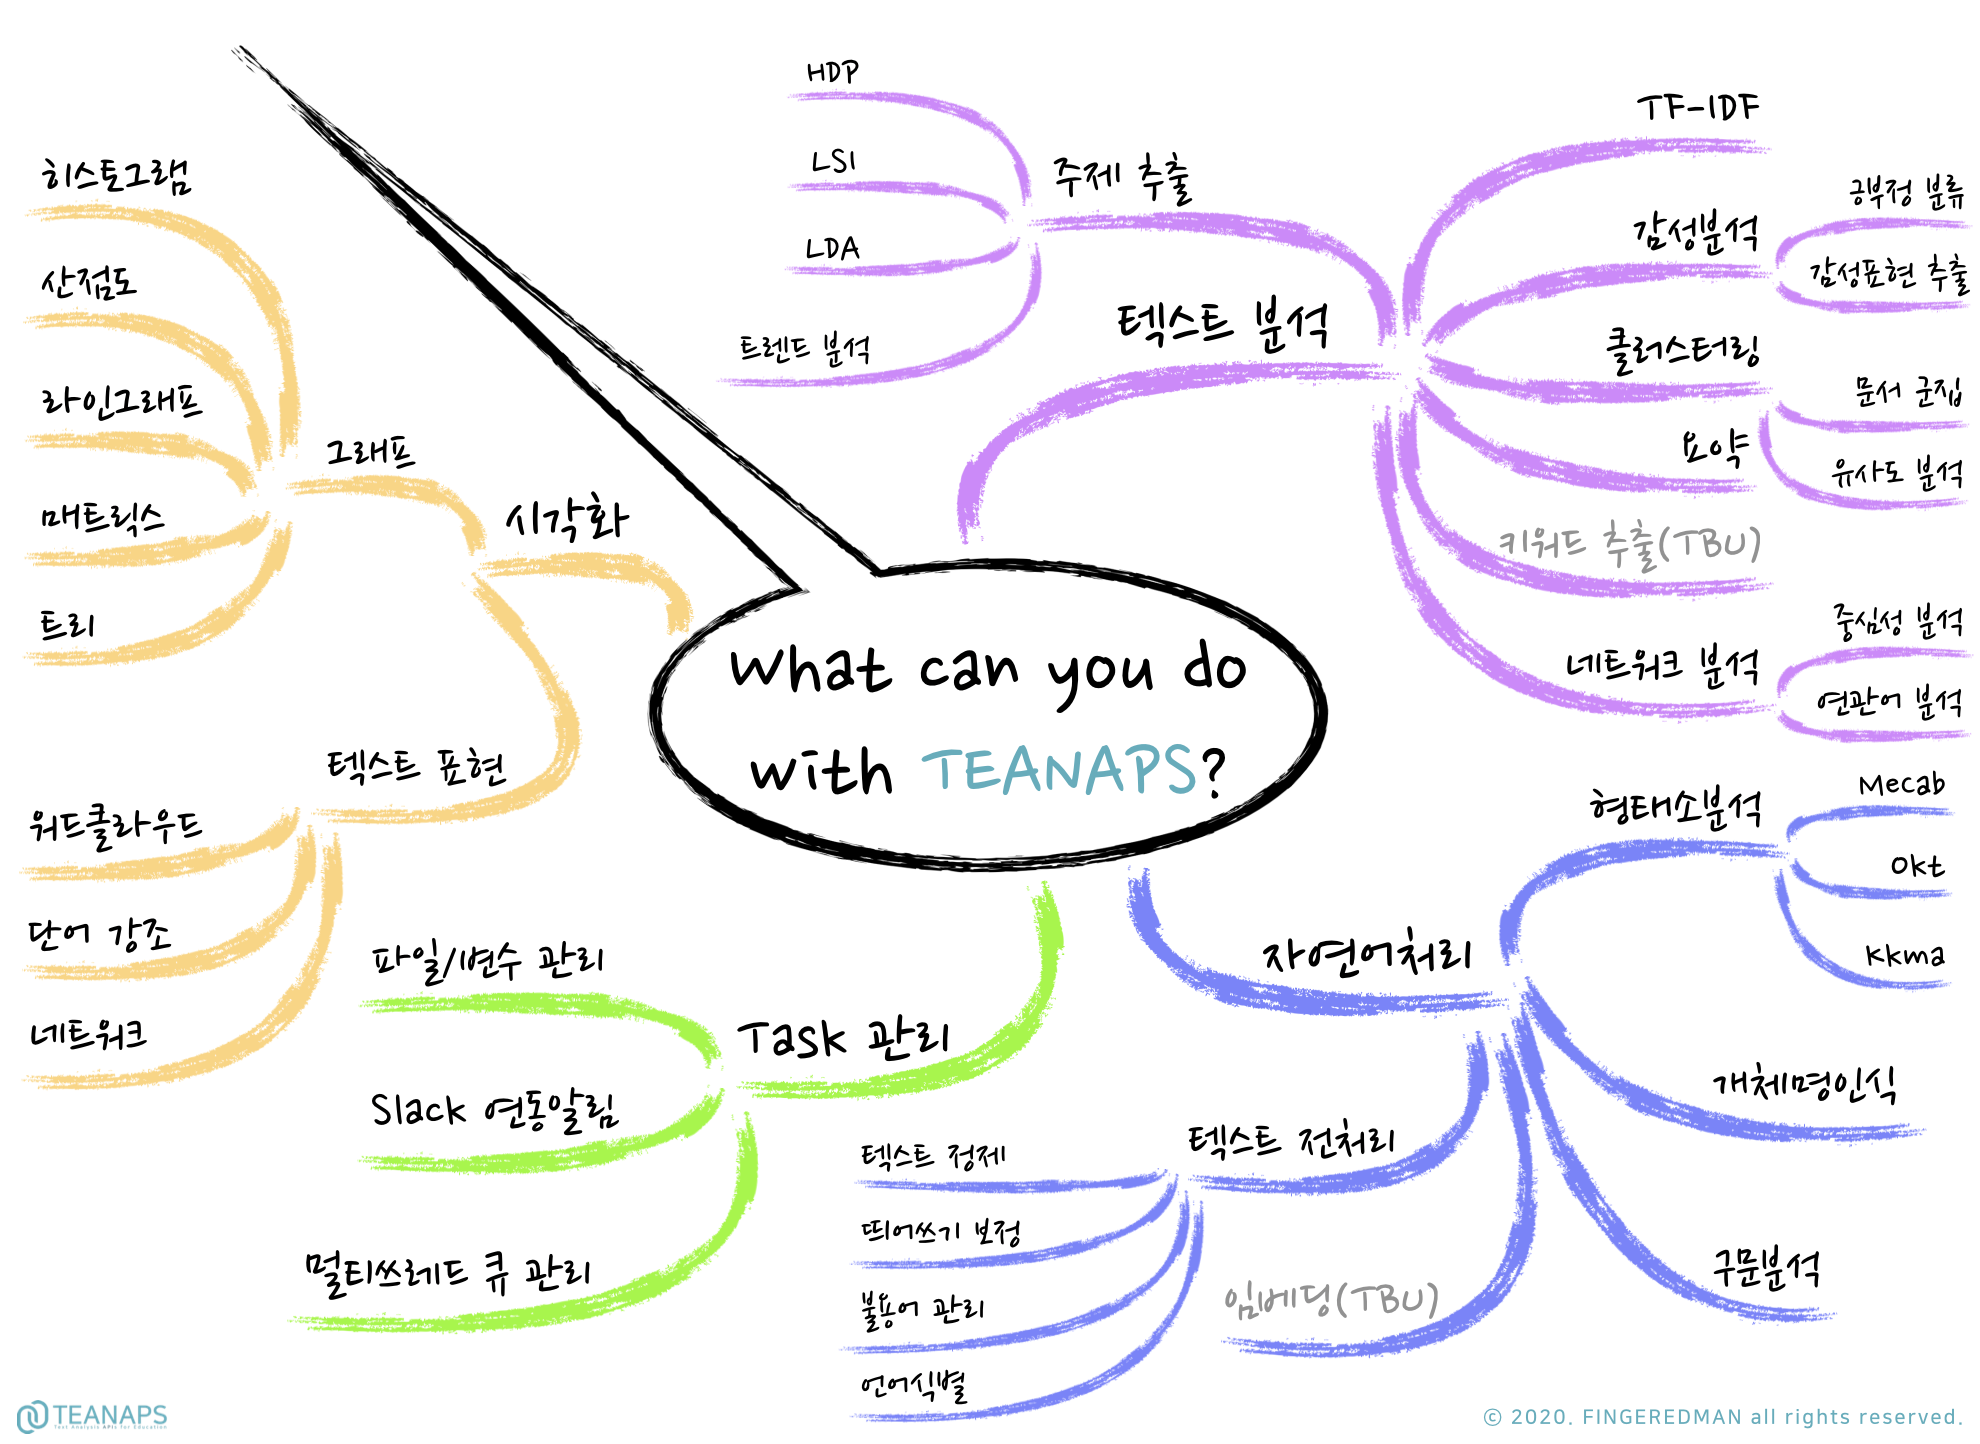 What can you do
with TEANAPS?
텍스트 분석
주제 추출
HDP
LSI
LDA
트렌드 분석
TF-IDF
감성분석
긍부정 분류
감성표현 추출
클러스터링
문서 군집
유사도 분석
요약
키워드 추출(TBU)
네트워크 분석
중심성 분석
연관어 분석
자연어처리
형태소분석
Mecab
Okt
Kkma
개체명인식
구문분석
임베딩(TBU)
텍스트 전처리
텍스트 정제
띄어쓰기 보정
불용어 관리
언어식별
Task 관리
파일/변수 관리
Slack 연동알림
멀티쓰레드 큐 관리
시각화
그래프
히스토그램
산점도
라인그래프
매트릭스
트리
텍스트 표현
워드클라우드
단어 강조
네트워크
TEANAPS
Text Analysis APIs for Education
© 2020. FINGEREDMAN all rights reserved.